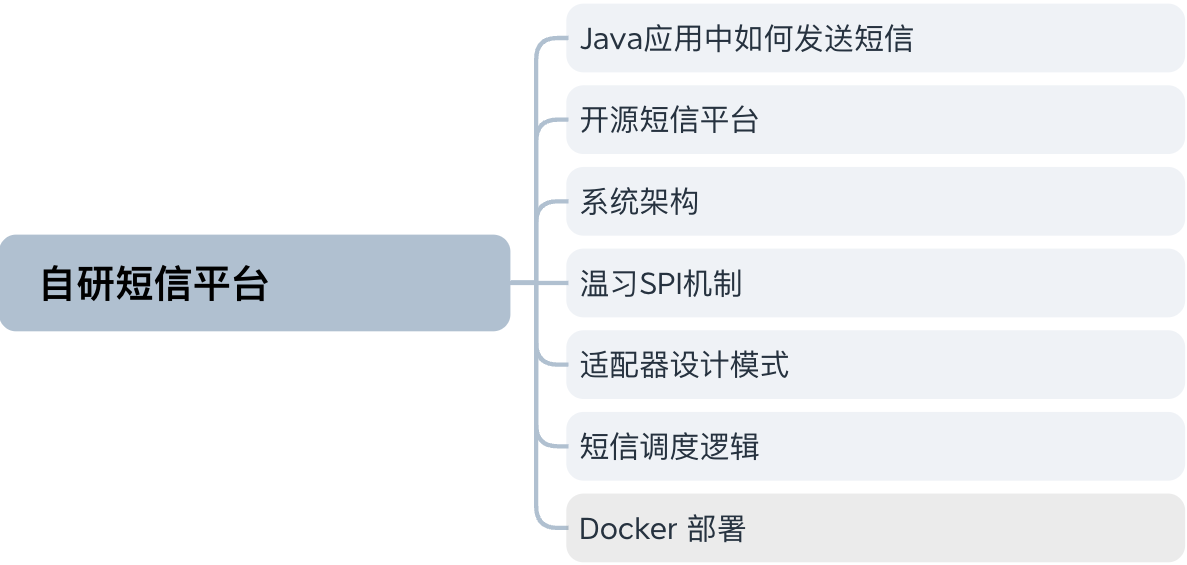 自研短信平台
Java应用中如何发送短信
开源短信平台
系统架构
温习SPI机制
适配器设计模式
短信调度逻辑
Docker 部署